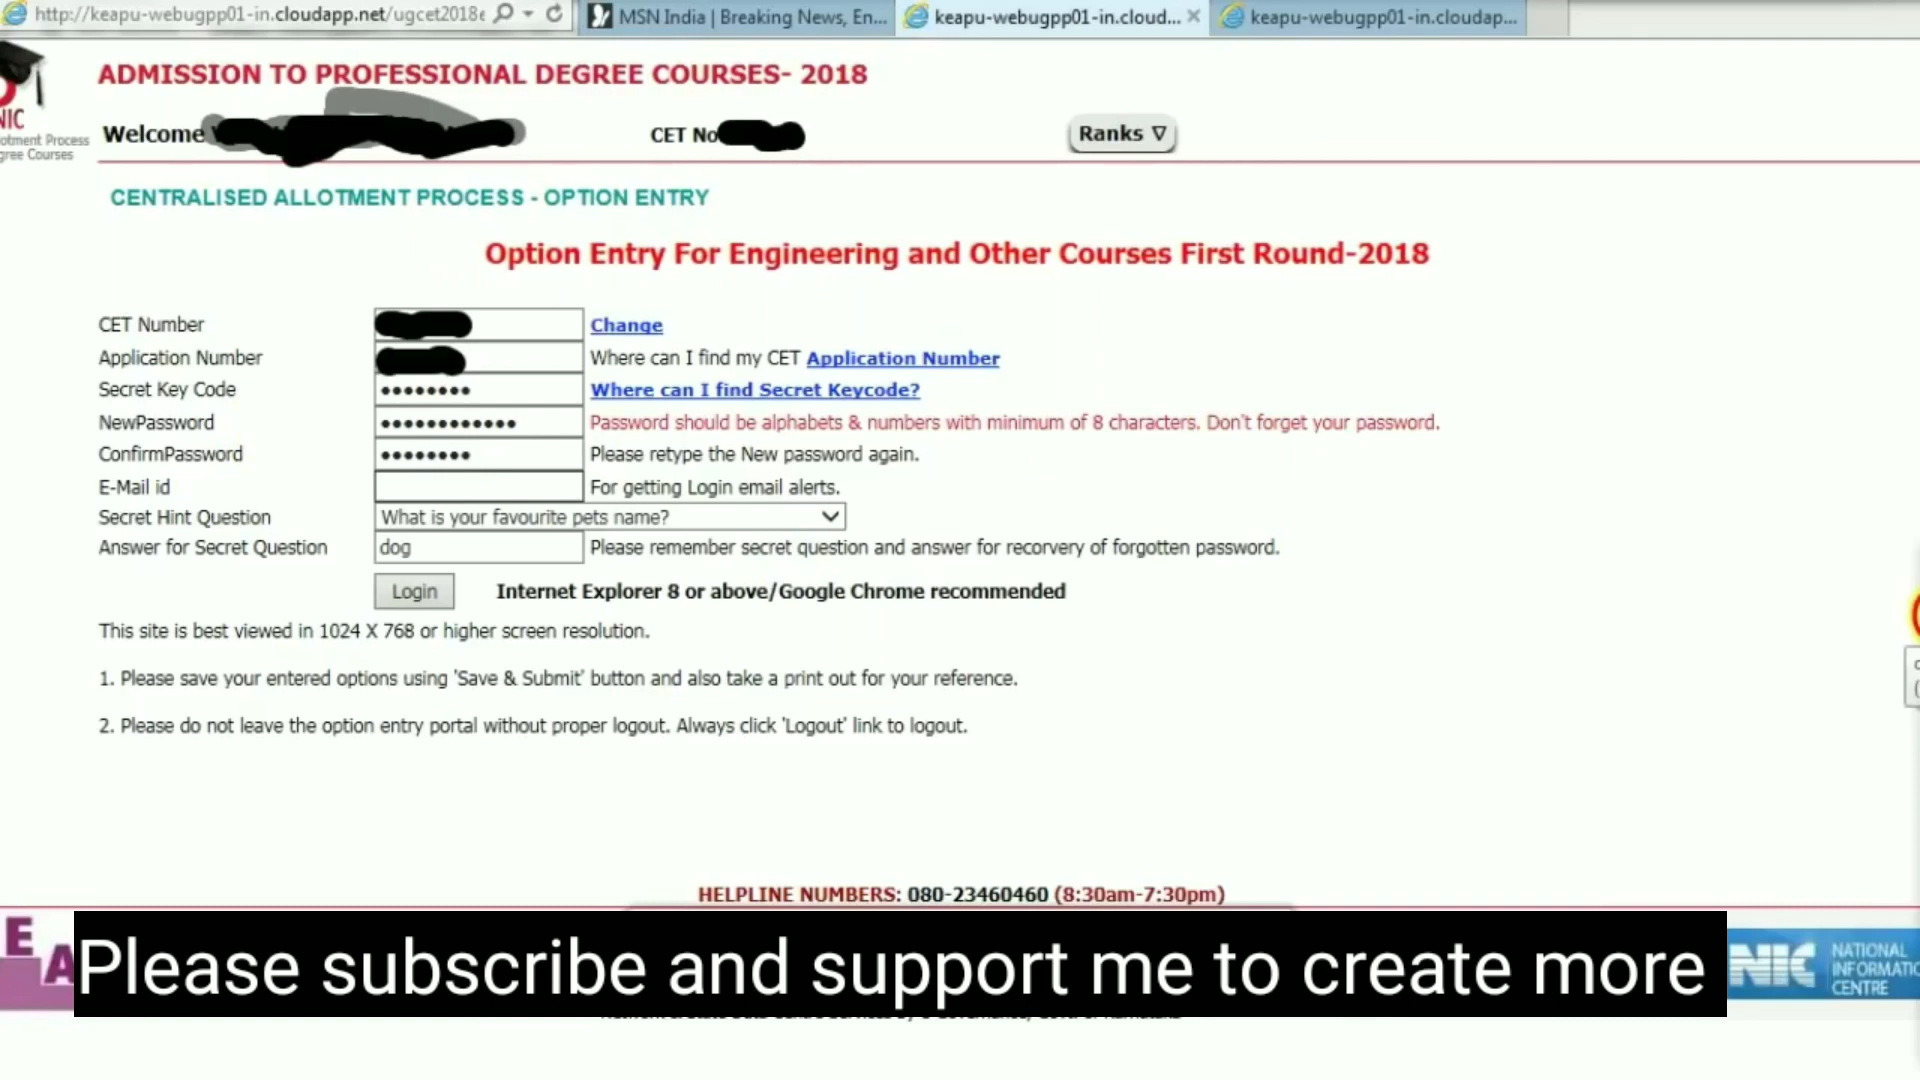 http://keapu-webugpp01-in.cloudapp.net/ugcet2018e
MSN India | Breaking News, En...
keapu-webugpp01-in.cloud...
keapu-webugpp01-in.cloudap...
ADMISSION TO PROFESSIONAL DEGREE COURSES- 2018
NIC
otment Process
gree Courses
Welcome
CET No
Ranks ∇
CENTRALISED ALLOTMENT PROCESS - OPTION ENTRY
Option Entry For Engineering and Other Courses First Round-2018
CET Number Change
Application Number Where can I find my CET Application Number
Secret Key Code •••••••• Where can I find Secret Keycode?
NewPassword •••••••••••• Password should be alphabets & numbers with minimum of 8 characters. Don't forget your password.
ConfirmPassword •••••••• Please retype the New password again.
E-Mail id For getting Login email alerts.
Secret Hint Question What is your favourite pets name?
Answer for Secret Question dog Please remember secret question and answer for recorvery of forgotten password.
Login Internet Explorer 8 or above/Google Chrome recommended
This site is best viewed in 1024 X 768 or higher screen resolution.
1. Please save your entered options using 'Save & Submit' button and also take a print out for your reference.
2. Please do not leave the option entry portal without proper logout. Always click 'Logout' link to logout.
HELPLINE NUMBERS: 080-23460460 (8:30am-7:30pm)
EA
Please subscribe and support me to create more
NIC NATIONAL
INFORMATIC
CENTRE